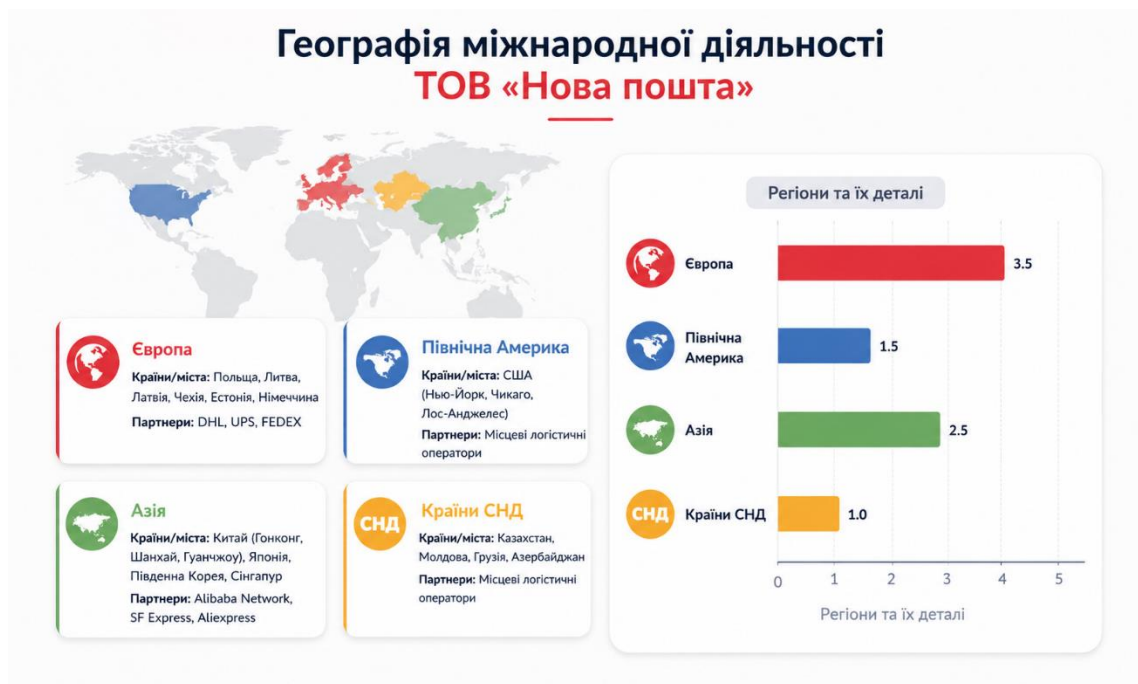 Географія міжнародної діяльності
ТОВ «Нова пошта»
Європа
Країни/міста: Польща, Литва,
Латвія, Чехія, Естонія, Німеччина
Партнери: DHL, UPS, FEDEX
Північна Америка
Країни/міста: США
(Нью-Йорк, Чикаго,
Лос-Анджелес)
Партнери: Місцеві логістичні
оператори
Азія
Країни/міста: Китай (Гонконг,
Шанхай, Гуанчжоу), Японія,
Південна Корея, Сінгапур
Партнери: Alibaba Network,
SF Express, Aliexpress
СНД
Країни СНД
Країни/міста: Казахстан,
Молдова, Грузія, Азербайджан
Партнери: Місцеві логістичні
оператори
Регіони та їх деталі
Європа
3.5
Північна
Америка
1.5
Азія
2.5
СНД
Країни СНД
1.0
0 1 2 3 4 5
Регіони та їх деталі